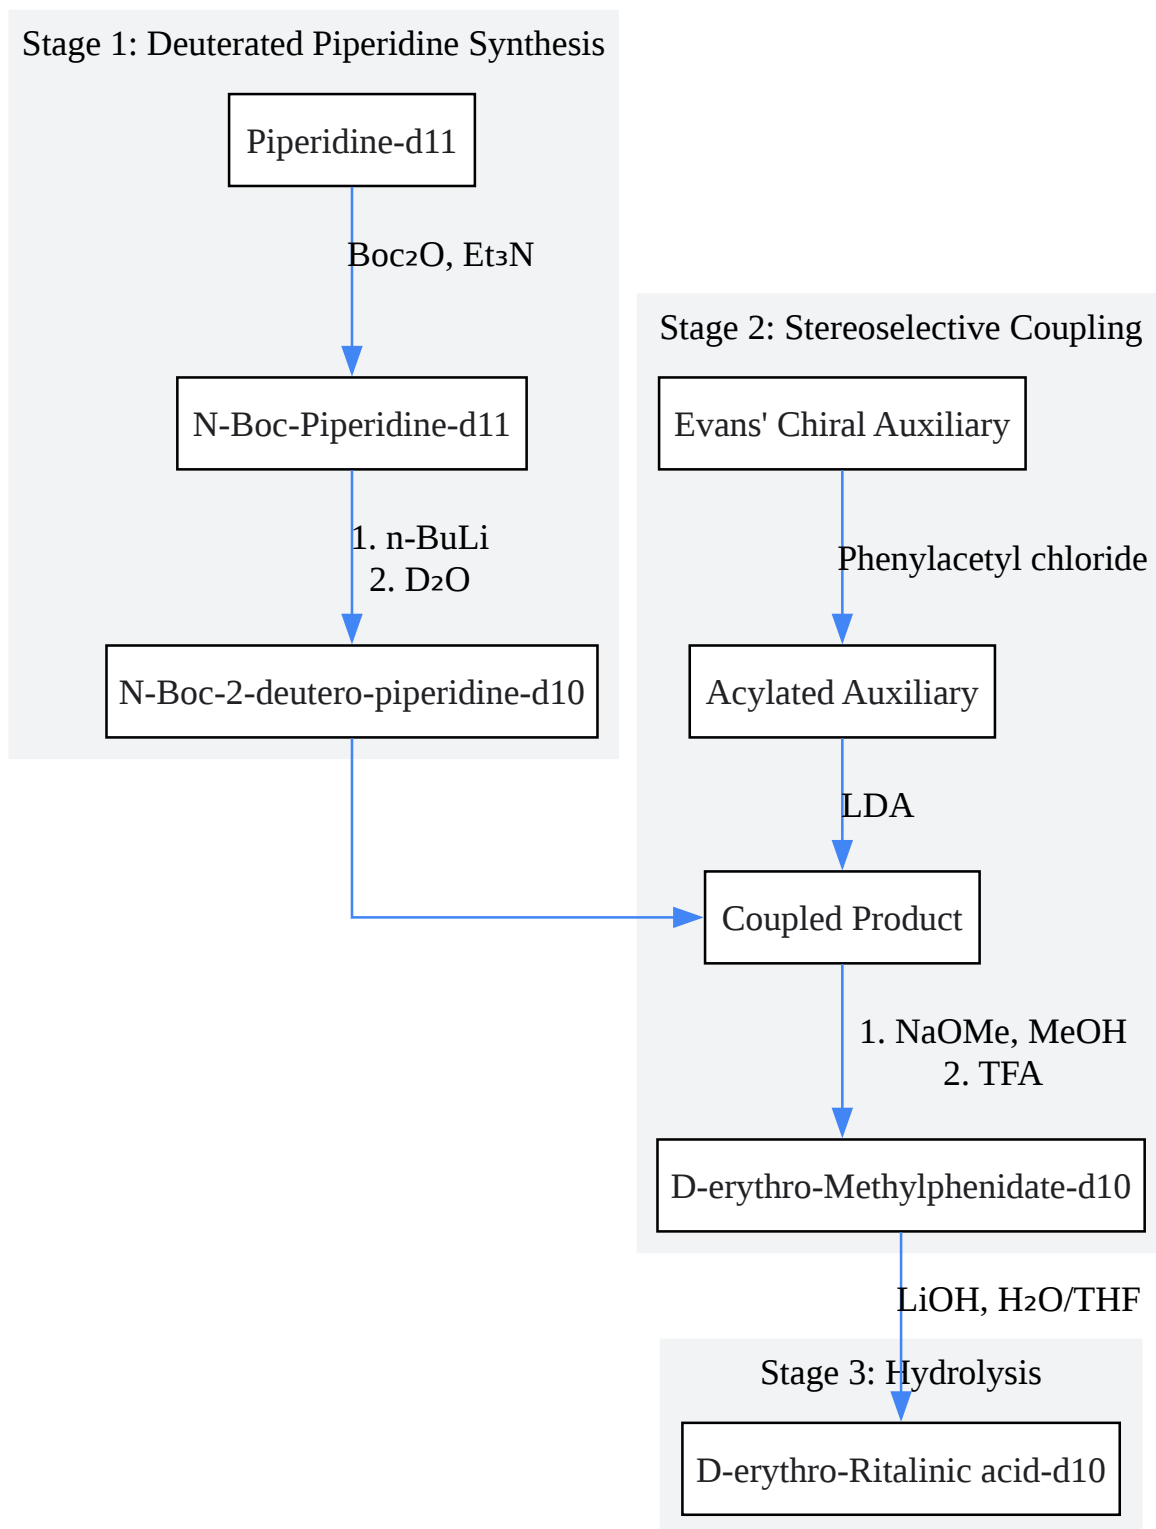 Stage 1: Deuterated Piperidine Synthesis
Piperidine-d11
Boc₂O, Et₃N
N-Boc-Piperidine-d11
1. n-BuLi
2. D₂O
N-Boc-2-deutero-piperidine-d10
Stage 2: Stereoselective Coupling
Evans' Chiral Auxiliary
Phenylacetyl chloride
Acylated Auxiliary
LDA
Coupled Product
1. NaOMe, MeOH
2. TFA
D-erythro-Methylphenidate-d10
LiOH, H₂O/THF
Stage 3: Hydrolysis
D-erythro-Ritalinic acid-d10